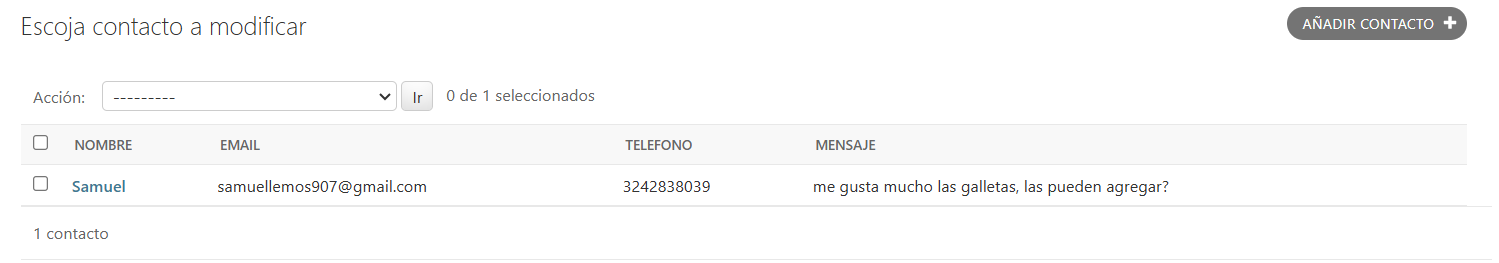 Escoja contacto a modificar
AÑADIR CONTACTO +
Acción: --------- Ir 0 de 1 seleccionados
NOMBRE EMAIL TELEFONO MENSAJE
Samuel samuellemos907@gmail.com 3242838039 me gusta mucho las galletas, las pueden agregar?
1 contacto